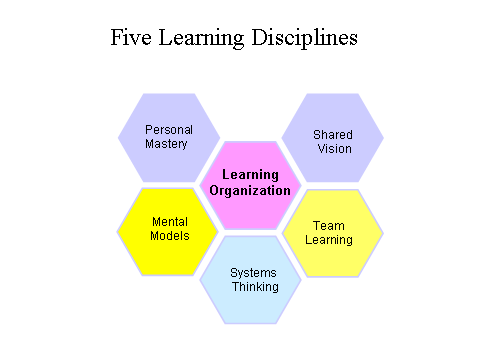 Five Learning Disciplines
Personal
Mastery
Shared
Vision
Learning
Organization
Mental
Models
Team
Learning
Systems
Thinking